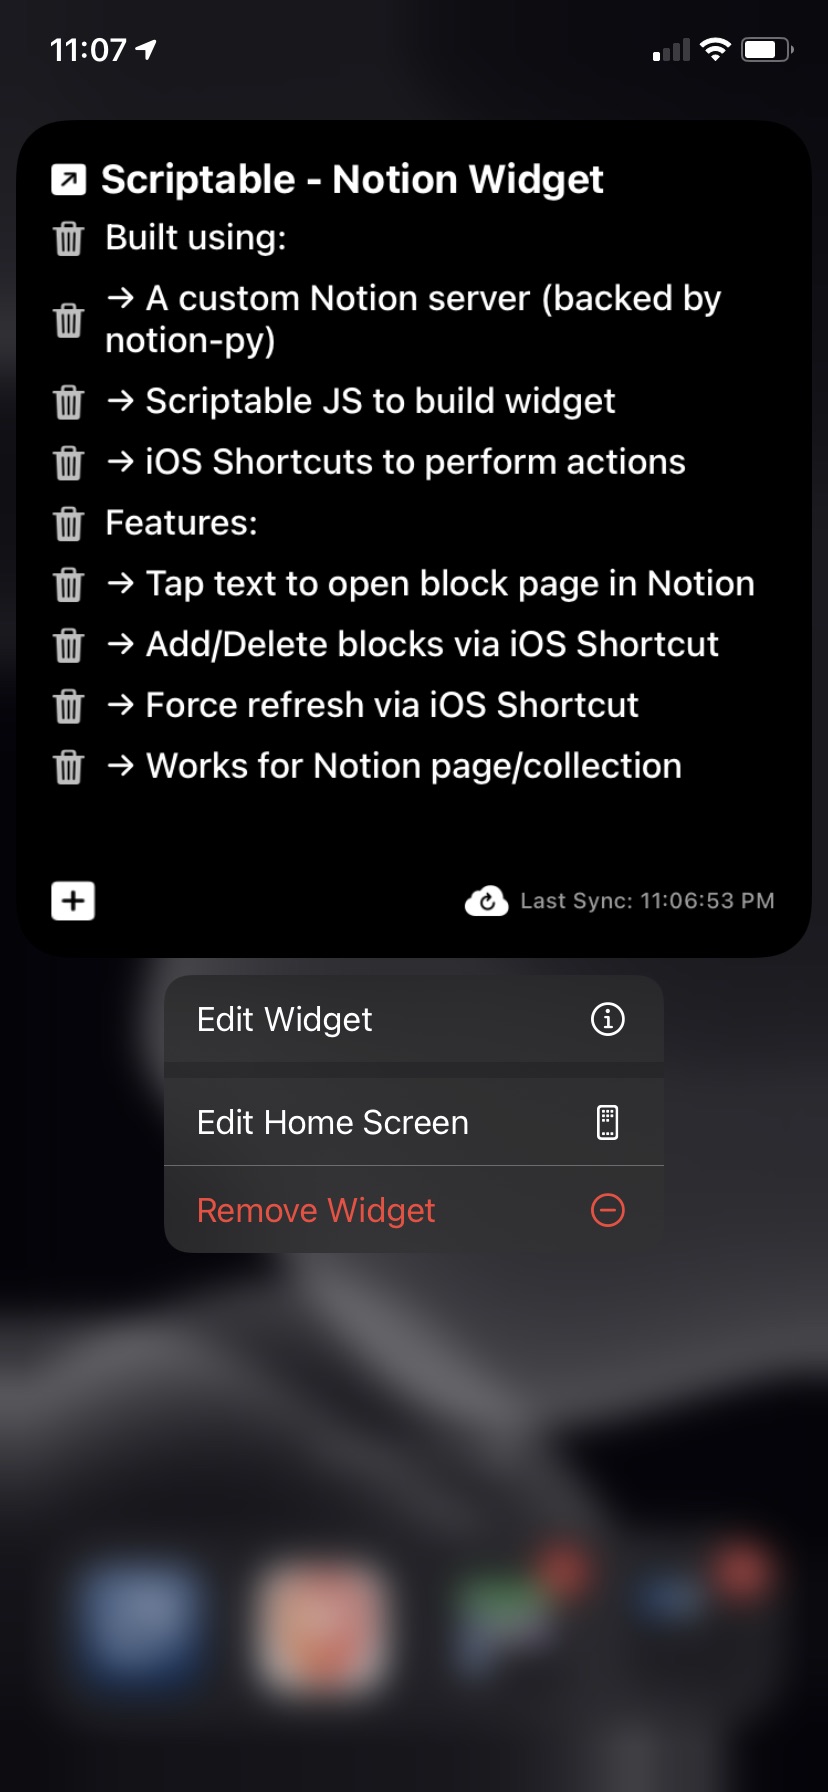 11:07
Scriptable - Notion Widget
Built using:
→ A custom Notion server (backed by
notion-py)
→ Scriptable JS to build widget
→ iOS Shortcuts to perform actions
Features:
→ Tap text to open block page in Notion
→ Add/Delete blocks via iOS Shortcut
→ Force refresh via iOS Shortcut
→ Works for Notion page/collection
Last Sync: 11:06:53 PM
Edit Widget
Edit Home Screen
Remove Widget